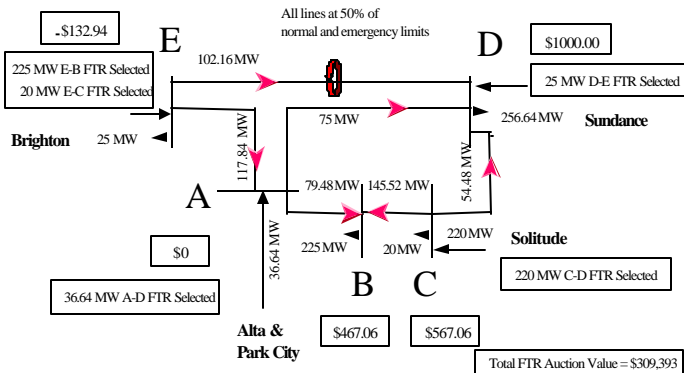 -$132.94
All lines at 50% of
normal and emergency limits
E
D
$1000.00
225 MW E-B FTR Selected
20 MW E-C FTR Selected
102.16 MW
25 MW D-E FTR Selected
Brighton
25 MW
117.84 MW
75 MW
256.64 MW
Sundance
54.48 MW
A
79.48 MW
145.52 MW
36.64 MW
225 MW
20 MW
220 MW
Solitude
$0
220 MW C-D FTR Selected
36.64 MW A-D FTR Selected
B
C
Alta &
Park City
$467.06
$567.06
Total FTR Auction Value = $309,393